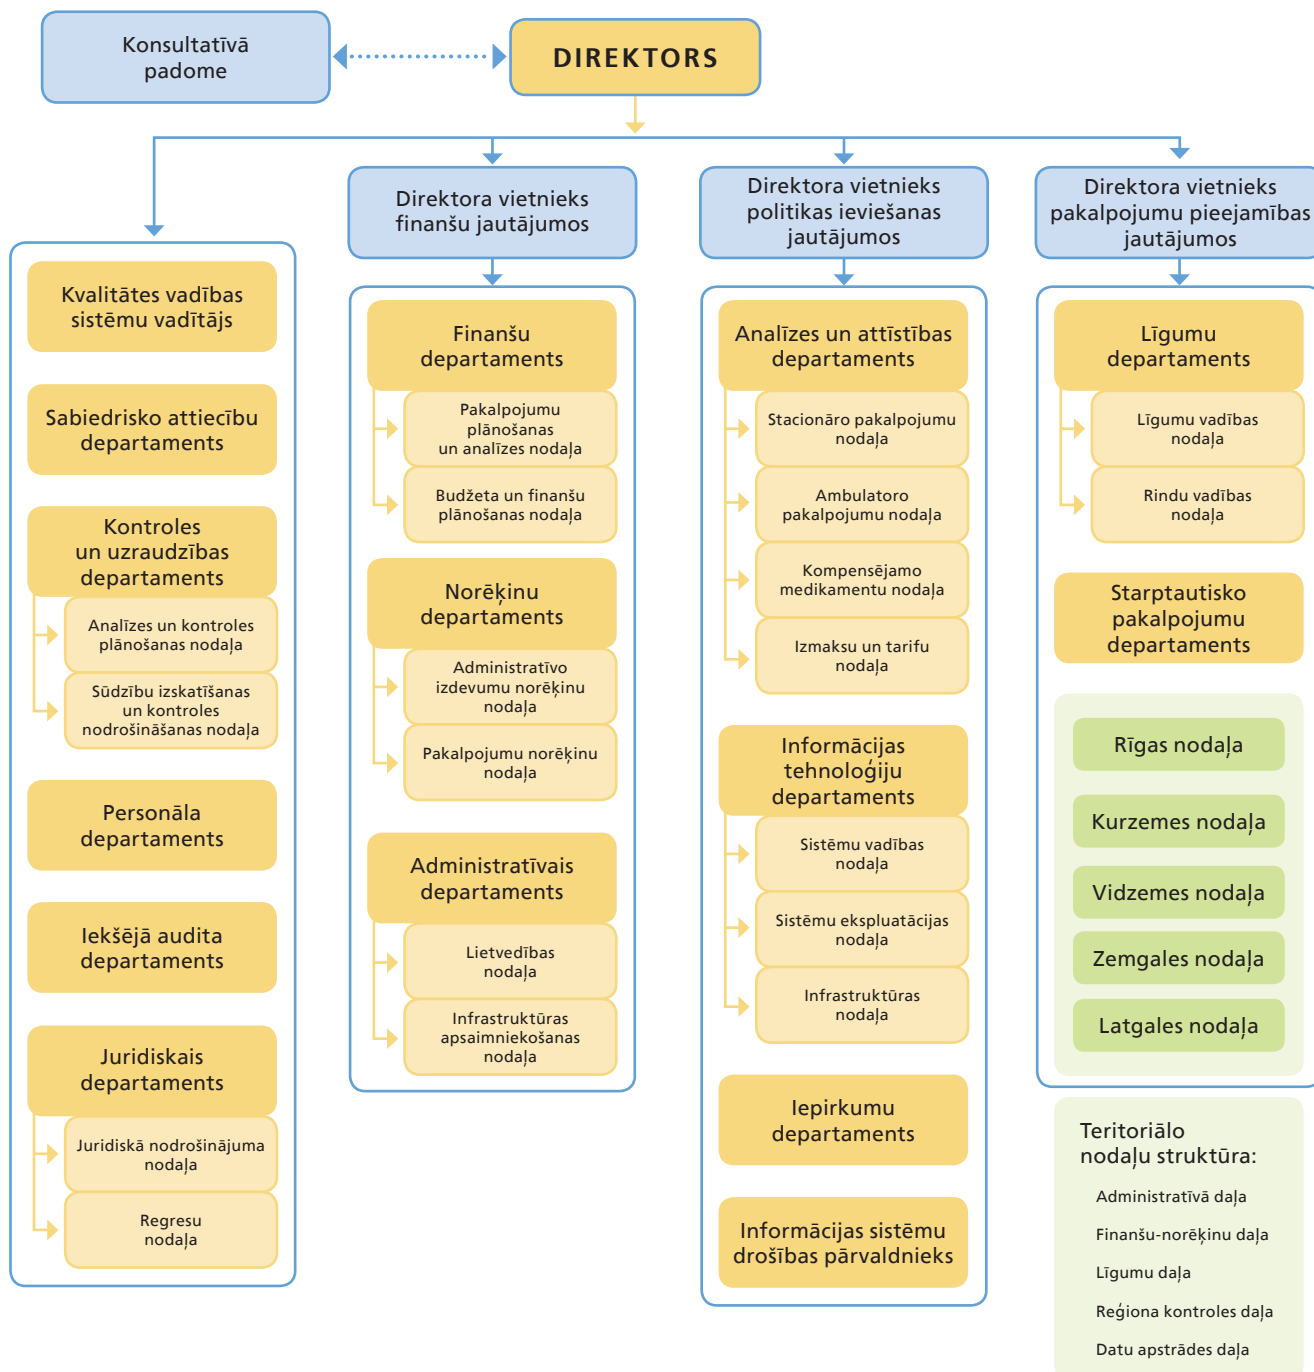 Konsultatīvā
padome
DIREKTORS
Kvalitātes vadības
sistēmu vadītājs
Sabiedrisko attiecību
departaments
Kontroles
un uzraudzības
departaments
Analīzes un kontroles
plānošanas nodaļa
Sūdzību izskatīšanas
un kontroles
nodrošināšanas nodaļa
Personāla
departaments
Iekšējā audita
departaments
Juridiskais
departaments
Juridiskā nodrošinājuma
nodaļa
Regresu
nodaļa
Direktora vietnieks
finanšu jautājumos
Finanšu
departaments
Pakalpojumu
plānošanas
un analīzes nodaļa
Budžeta un finanšu
plānošanas nodaļa
Norēķinu
departaments
Administratīvo
izdevumu norēķinu
nodaļa
Pakalpojumu norēķinu
nodaļa
Administratīvais
departaments
Lietvedības
nodaļa
Infrastruktūras
apsaimniekošanas
nodaļa
Direktora vietnieks
politikas ieviešanas
jautājumos
Analīzes un attīstības
departaments
Stacionāro pakalpojumu
nodaļa
Ambulatoro
pakalpojumu nodaļa
Kompensējamo
medikamentu nodaļa
Izmaksu un tarifu
nodaļa
Informācijas
tehnoloģiju
departaments
Sistēmu vadības
nodaļa
Sistēmu ekspluatācijas
nodaļa
Infrastruktūras
nodaļa
Iepirkumu
departaments
Informācijas sistēmu
drošības pārvaldnieks
Direktora vietnieks
pakalpojumu pieejamības
jautājumos
Līgumu
departaments
Līgumu vadības
nodaļa
Rindu vadības
nodaļa
Starptautisko
pakalpojumu
departaments
Rīgas nodaļa
Kurzemes nodaļa
Vidzemes nodaļa
Zemgales nodaļa
Latgales nodaļa
Teritoriālo
nodaļu struktūra:
Administratīvā daļa
Finanšu-norēķinu daļa
Līgumu daļa
Reģiona kontroles daļa
Datu apstrādes daļa